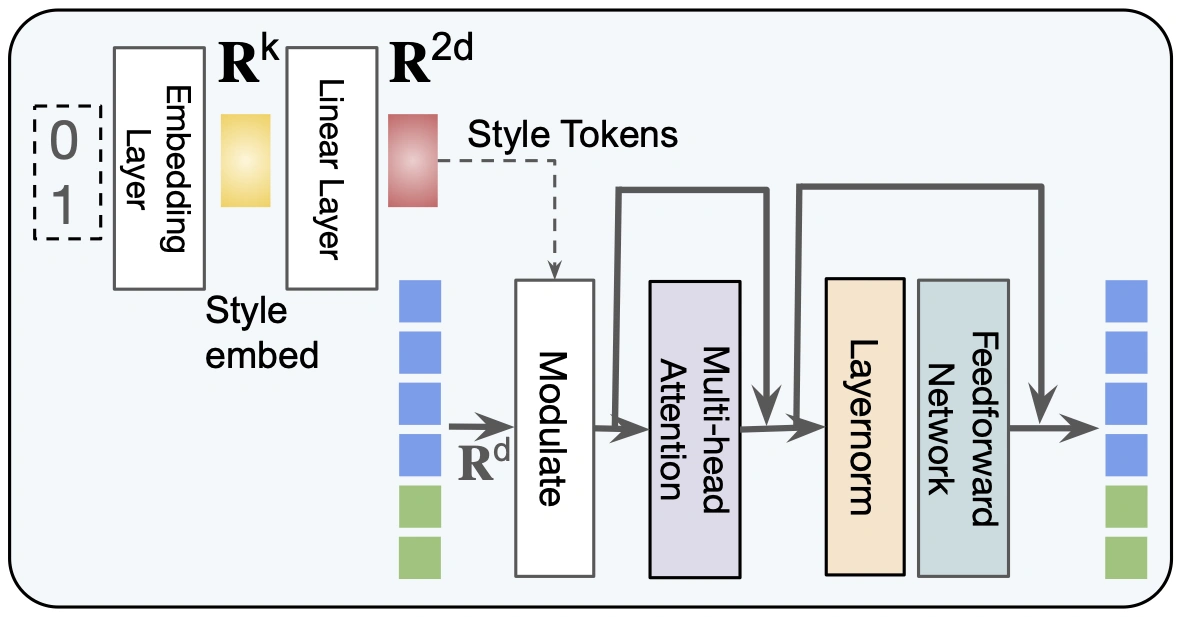 0
1
Embedding
Layer
R^k
Linear Layer
R^2d
Style Tokens
Style
embed
R^d
Modulate
Multi-head
Attention
Layernorm
Feedforward
Network